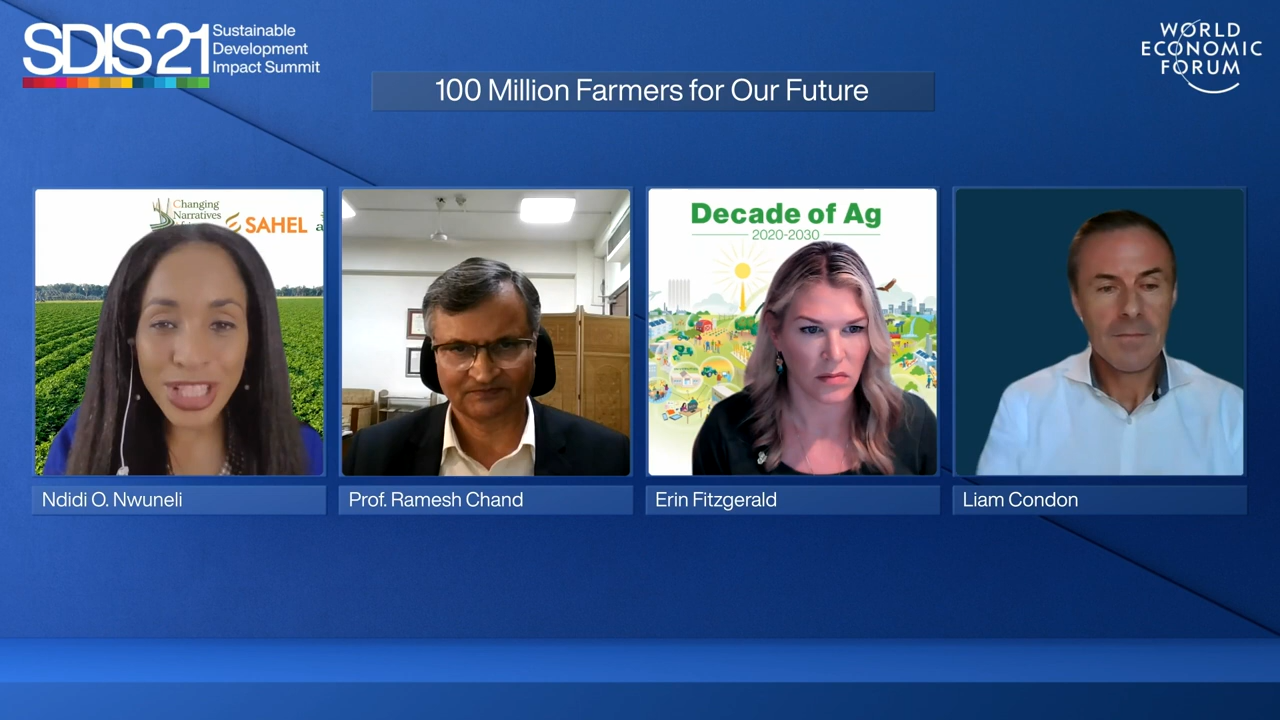 SDIS21
Sustainable
Development
Impact Summit
WORLD
ECONOMIC
FORUM
100 Million Farmers for Our Future
Changing
Narratives
SAHEL
Decade of Ag
2020-2030
Ndidi O. Nwuneli
Prof. Ramesh Chand
Erin Fitzgerald
Liam Condon